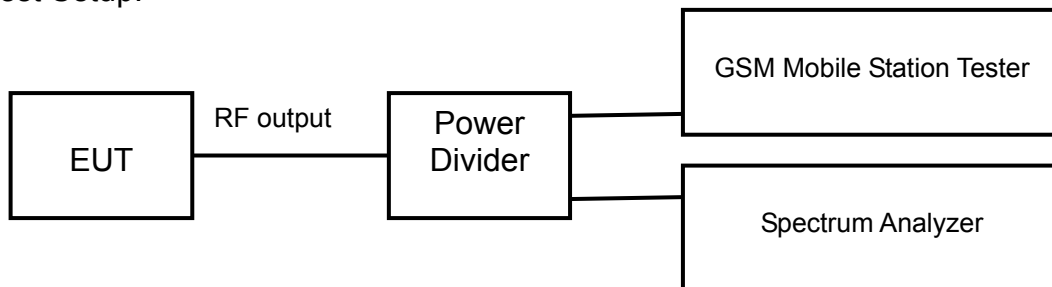 GSM Mobile Station Tester
RF output
EUT
Power
Divider
Spectrum Analyzer